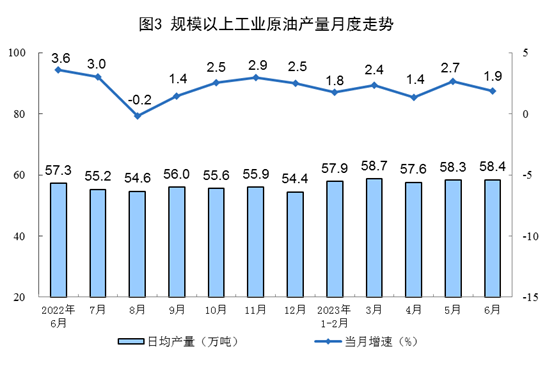 图3 规模以上工业原油产量月度走势
100 5
3.6 3.0 -0.2 1.4 2.5 2.9 2.5 1.8 2.4 1.4 2.7 1.9
80 0
57.3 55.2 54.6 56.0 55.6 55.9 54.4 57.9 58.7 57.6 58.3 58.4
60 -5
40 -10
20 -15
2022年 7月 8月 9月 10月 11月 12月 2023年 3月 4月 5月 6月
6月 1-2月
日均产量（万吨） 当月增速（%）